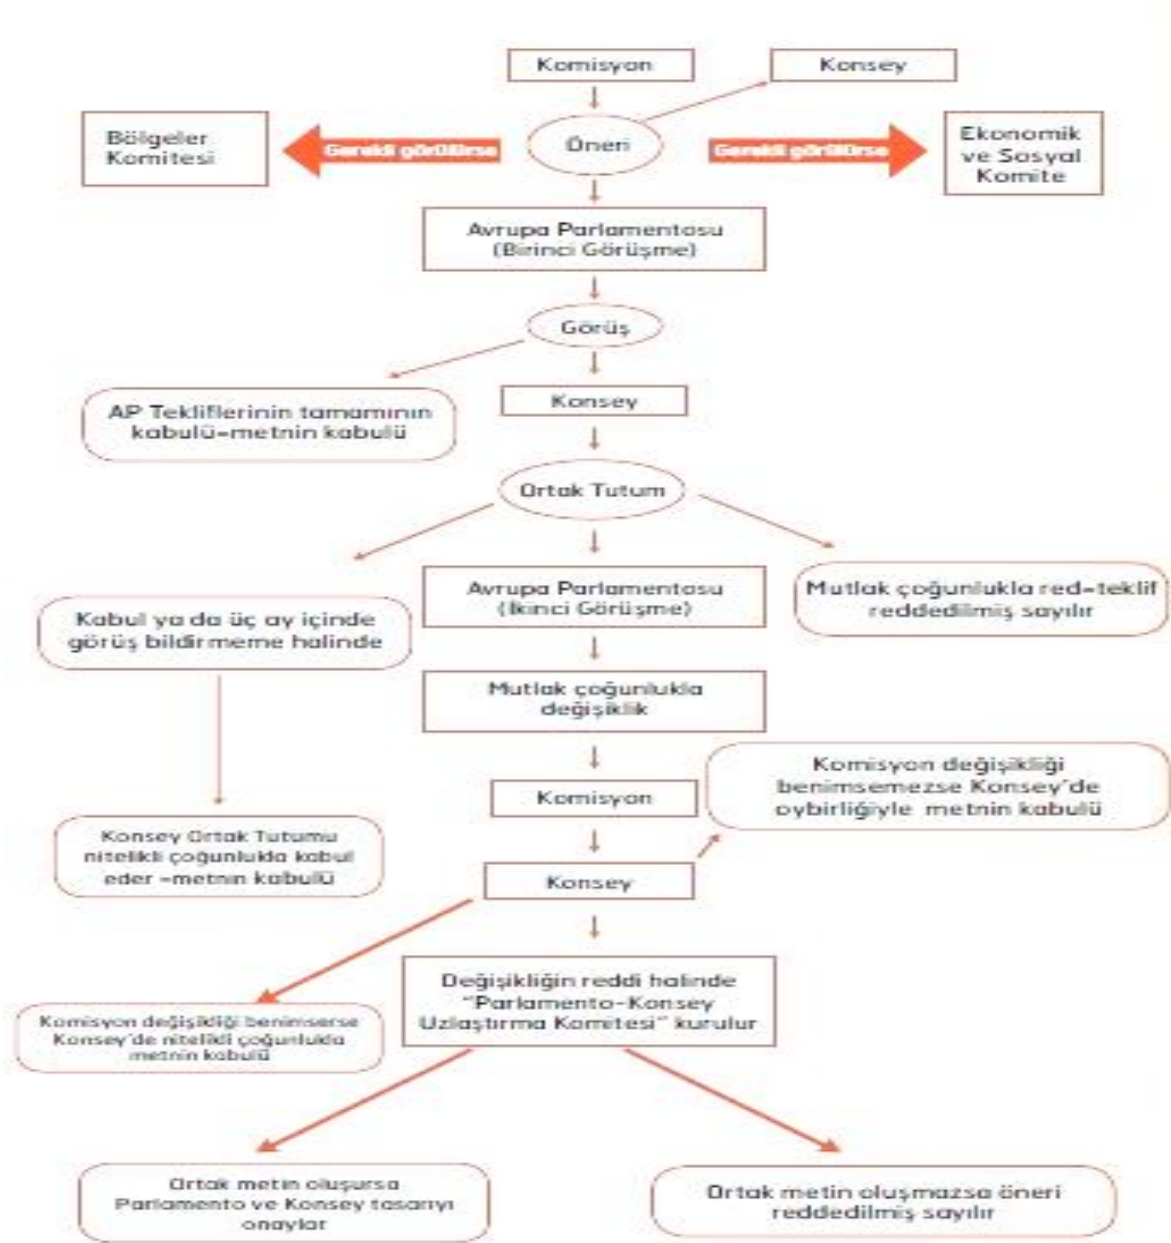 Komisyon
Konsey
Bölgeler
Komitesi
Gerekli görülürse
Öneri
Gerekli görülürse
Ekonomik
ve Sosyal
Komite
Avrupa Parlamentosu
(Birinci Görüşme)
Görüş
AP Tekliflerinin tamamının
kabulü-metnin kabulü
Konsey
Ortak Tutum
Kabul ya da üç ay içinde
görüş bildirmeme halinde
Avrupa Parlamentosu
(İkinci Görüşme)
Mutlak çoğunlukla red-teklif
reddedilmiş sayılır
Mutlak çoğunlukla
değişiklik
Komisyon
Komisyon değişikliği
benimsemezse Konsey'de
oybirliğiyle metnin kabulü
Konsey Ortak Tutumu
nitelikli çoğunlukla kabul
eder -metnin kabulü
Konsey
Komisyon değişikliği benimserse
Konsey'de nitelikli çoğunlukla
metnin kabulü
Değişikliğin reddi halinde
"Parlamento-Konsey
Uzlaştırma Komitesi" kurulur
Ortak metin oluşursa
Parlamento ve Konsey tasarıyı
onaylar
Ortak metin oluşmazsa öneri
reddedilmiş sayılır